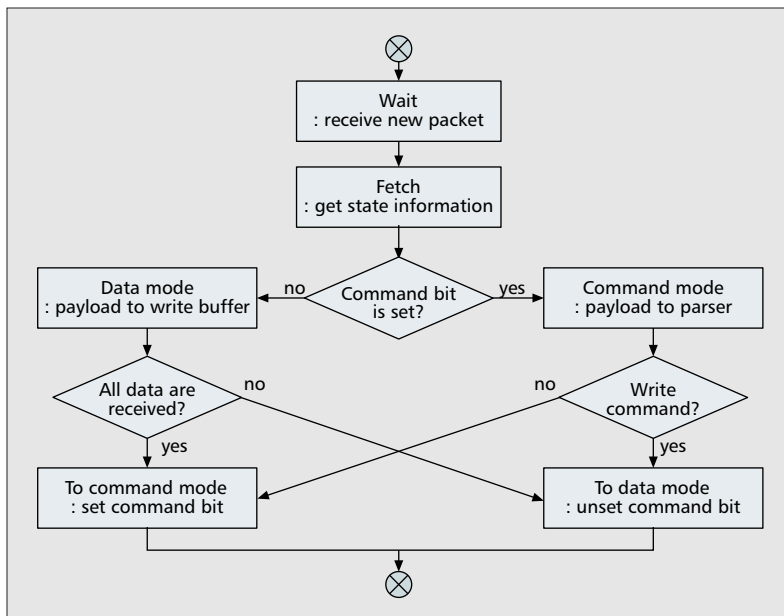 Wait
: receive new packet
Fetch
: get state information
Data mode
: payload to write buffer
no
Command bit
is set?
yes
Command mode
: payload to parser
All data are
received?
no
no
Write
command?
yes
yes
To command mode
: set command bit
To data mode
: unset command bit